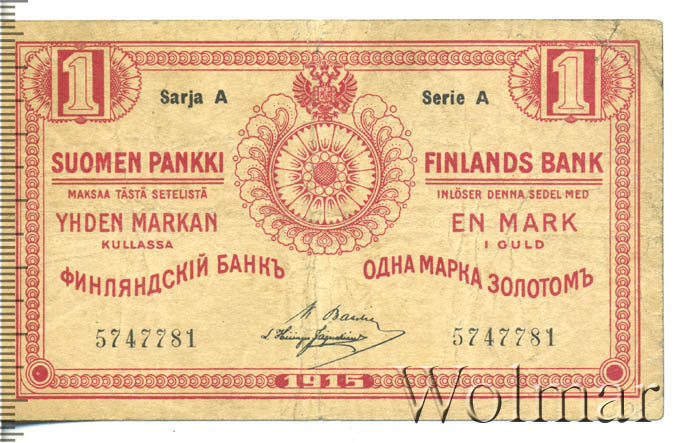 1 1
Sarja A Serie A
SUOMEN PANKKI FINLANDS BANK
MAKSAA TÄSTÄ SETELISTÄ INLÖSER DENNA SEDEL MED
YHDEN MARKAN EN MARK
KULLASSA I GULD
ФИНЛЯНДСКІЙ БАНКЪ ОДНА МАРКА ЗОЛОТОМЪ
5747781 5747781
1915
Wolmar